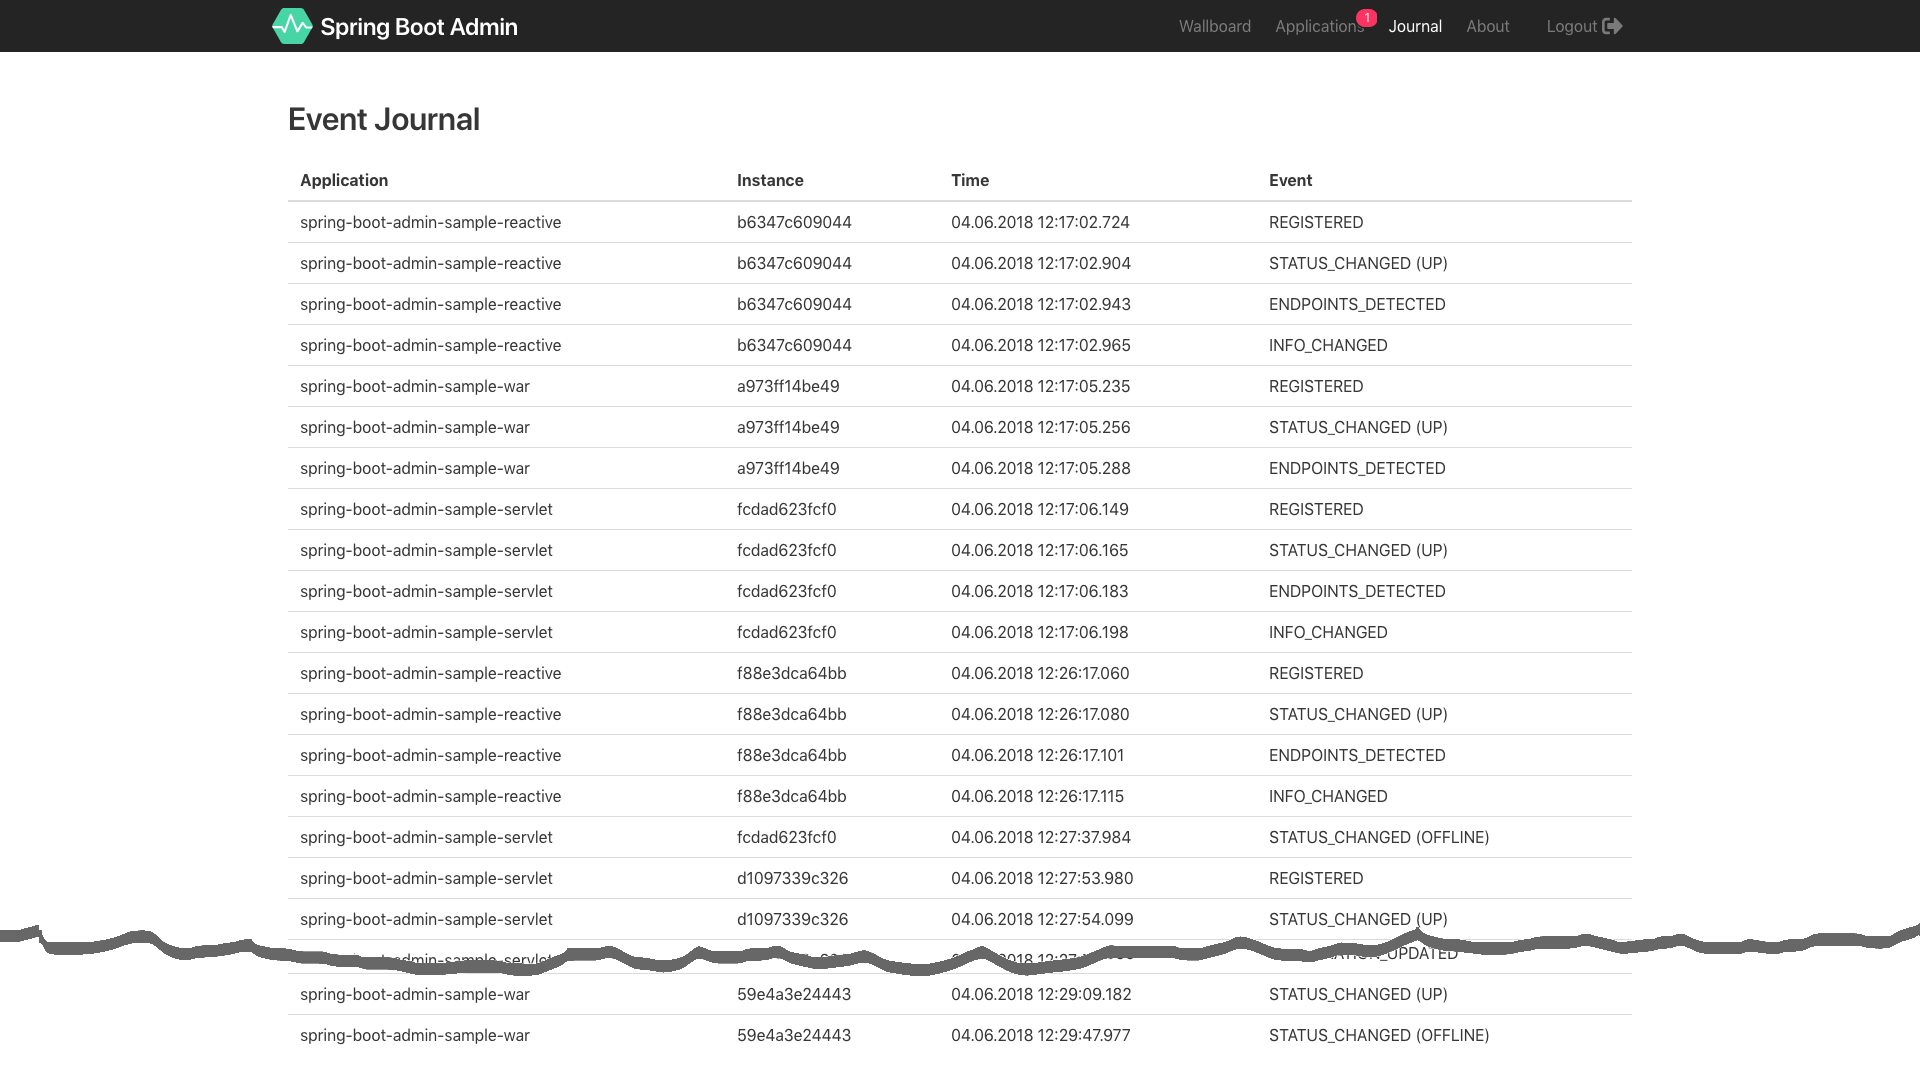 Spring Boot Admin Wallboard Applications 1 Journal About Logout
Event Journal
Application Instance Time Event
spring-boot-admin-sample-reactive b6347c609044 04.06.2018 12:17:02.724 REGISTERED
spring-boot-admin-sample-reactive b6347c609044 04.06.2018 12:17:02.904 STATUS_CHANGED (UP)
spring-boot-admin-sample-reactive b6347c609044 04.06.2018 12:17:02.943 ENDPOINTS_DETECTED
spring-boot-admin-sample-reactive b6347c609044 04.06.2018 12:17:02.965 INFO_CHANGED
spring-boot-admin-sample-war a973ff14be49 04.06.2018 12:17:05.235 REGISTERED
spring-boot-admin-sample-war a973ff14be49 04.06.2018 12:17:05.256 STATUS_CHANGED (UP)
spring-boot-admin-sample-war a973ff14be49 04.06.2018 12:17:05.288 ENDPOINTS_DETECTED
spring-boot-admin-sample-servlet fcdad623fcf0 04.06.2018 12:17:06.149 REGISTERED
spring-boot-admin-sample-servlet fcdad623fcf0 04.06.2018 12:17:06.165 STATUS_CHANGED (UP)
spring-boot-admin-sample-servlet fcdad623fcf0 04.06.2018 12:17:06.183 ENDPOINTS_DETECTED
spring-boot-admin-sample-servlet fcdad623fcf0 04.06.2018 12:17:06.198 INFO_CHANGED
spring-boot-admin-sample-reactive f88e3dca64bb 04.06.2018 12:26:17.060 REGISTERED
spring-boot-admin-sample-reactive f88e3dca64bb 04.06.2018 12:26:17.080 STATUS_CHANGED (UP)
spring-boot-admin-sample-reactive f88e3dca64bb 04.06.2018 12:26:17.101 ENDPOINTS_DETECTED
spring-boot-admin-sample-reactive f88e3dca64bb 04.06.2018 12:26:17.115 INFO_CHANGED
spring-boot-admin-sample-servlet fcdad623fcf0 04.06.2018 12:27:37.984 STATUS_CHANGED (OFFLINE)
spring-boot-admin-sample-servlet d1097339c326 04.06.2018 12:27:53.980 REGISTERED
spring-boot-admin-sample-servlet d1097339c326 04.06.2018 12:27:54.099 STATUS_CHANGED (UP)
spring-boot-admin-sample-war 59e4a3e24443 04.06.2018 12:29:09.182 STATUS_CHANGED (UP)
spring-boot-admin-sample-war 59e4a3e24443 04.06.2018 12:29:47.977 STATUS_CHANGED (OFFLINE)